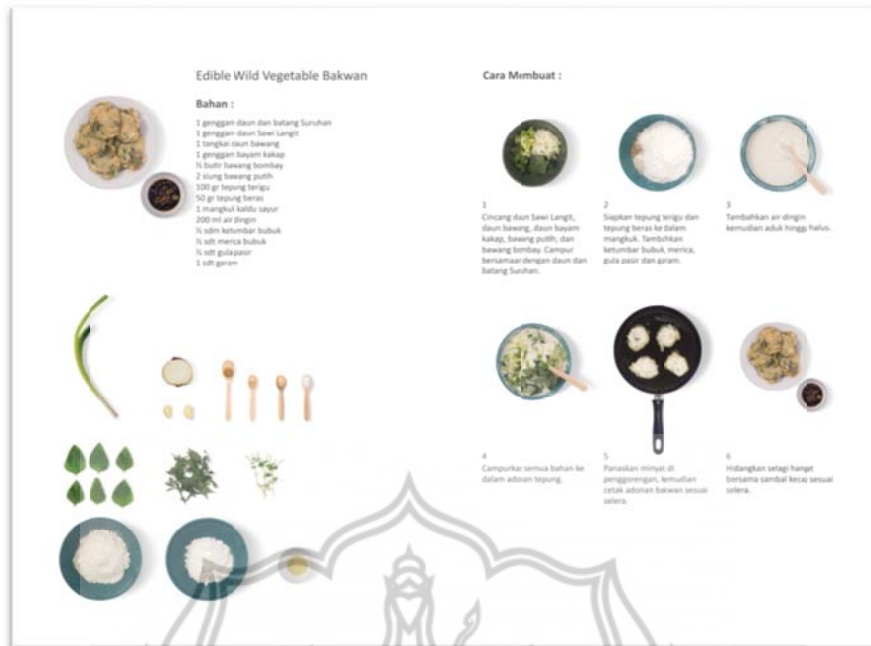 Edible Wild Vegetable Bakwan
Bahan :
1 genggan daun dan batang Suruhan
1 genggan daun Sawi Langit
1 tangkai daun bawang
1 genggan bayam kakap
½ butir bawang bombay
2 siung bawang putih
100 gr tepung terigu
50 gr tepung beras
1 mangkuk kaldu sayur
200 ml air dingin
½ sdm ketumbar bubuk
½ sdt merica bubuk
½ sdt gula pasir
1 sdt garam
Cara Membuat :
1
Cincang daun Sawi Langit,
daun bawang, daun bayam
kakap, bawang putih, dan
bawang bombay. Campur
bersamaan dengan daun dan
batang Suruhan.
2
Siapkan tepung terigu dan
tepung beras ke dalam
mangkuk. Tambahkan
ketumbar bubuk, merica,
gula pasir dan garam.
3
Tambahkan air dingin
kemudian aduk hingga halus.
4
Campurkan semua bahan ke
dalam adonan tepung.
5
Panaskan minyak di
penggorengan, kemudian
cetak adonan bakwan sesuai
selera.
6
Hidangkan selagi hangat
bersama sambal kecap sesuai
selera.